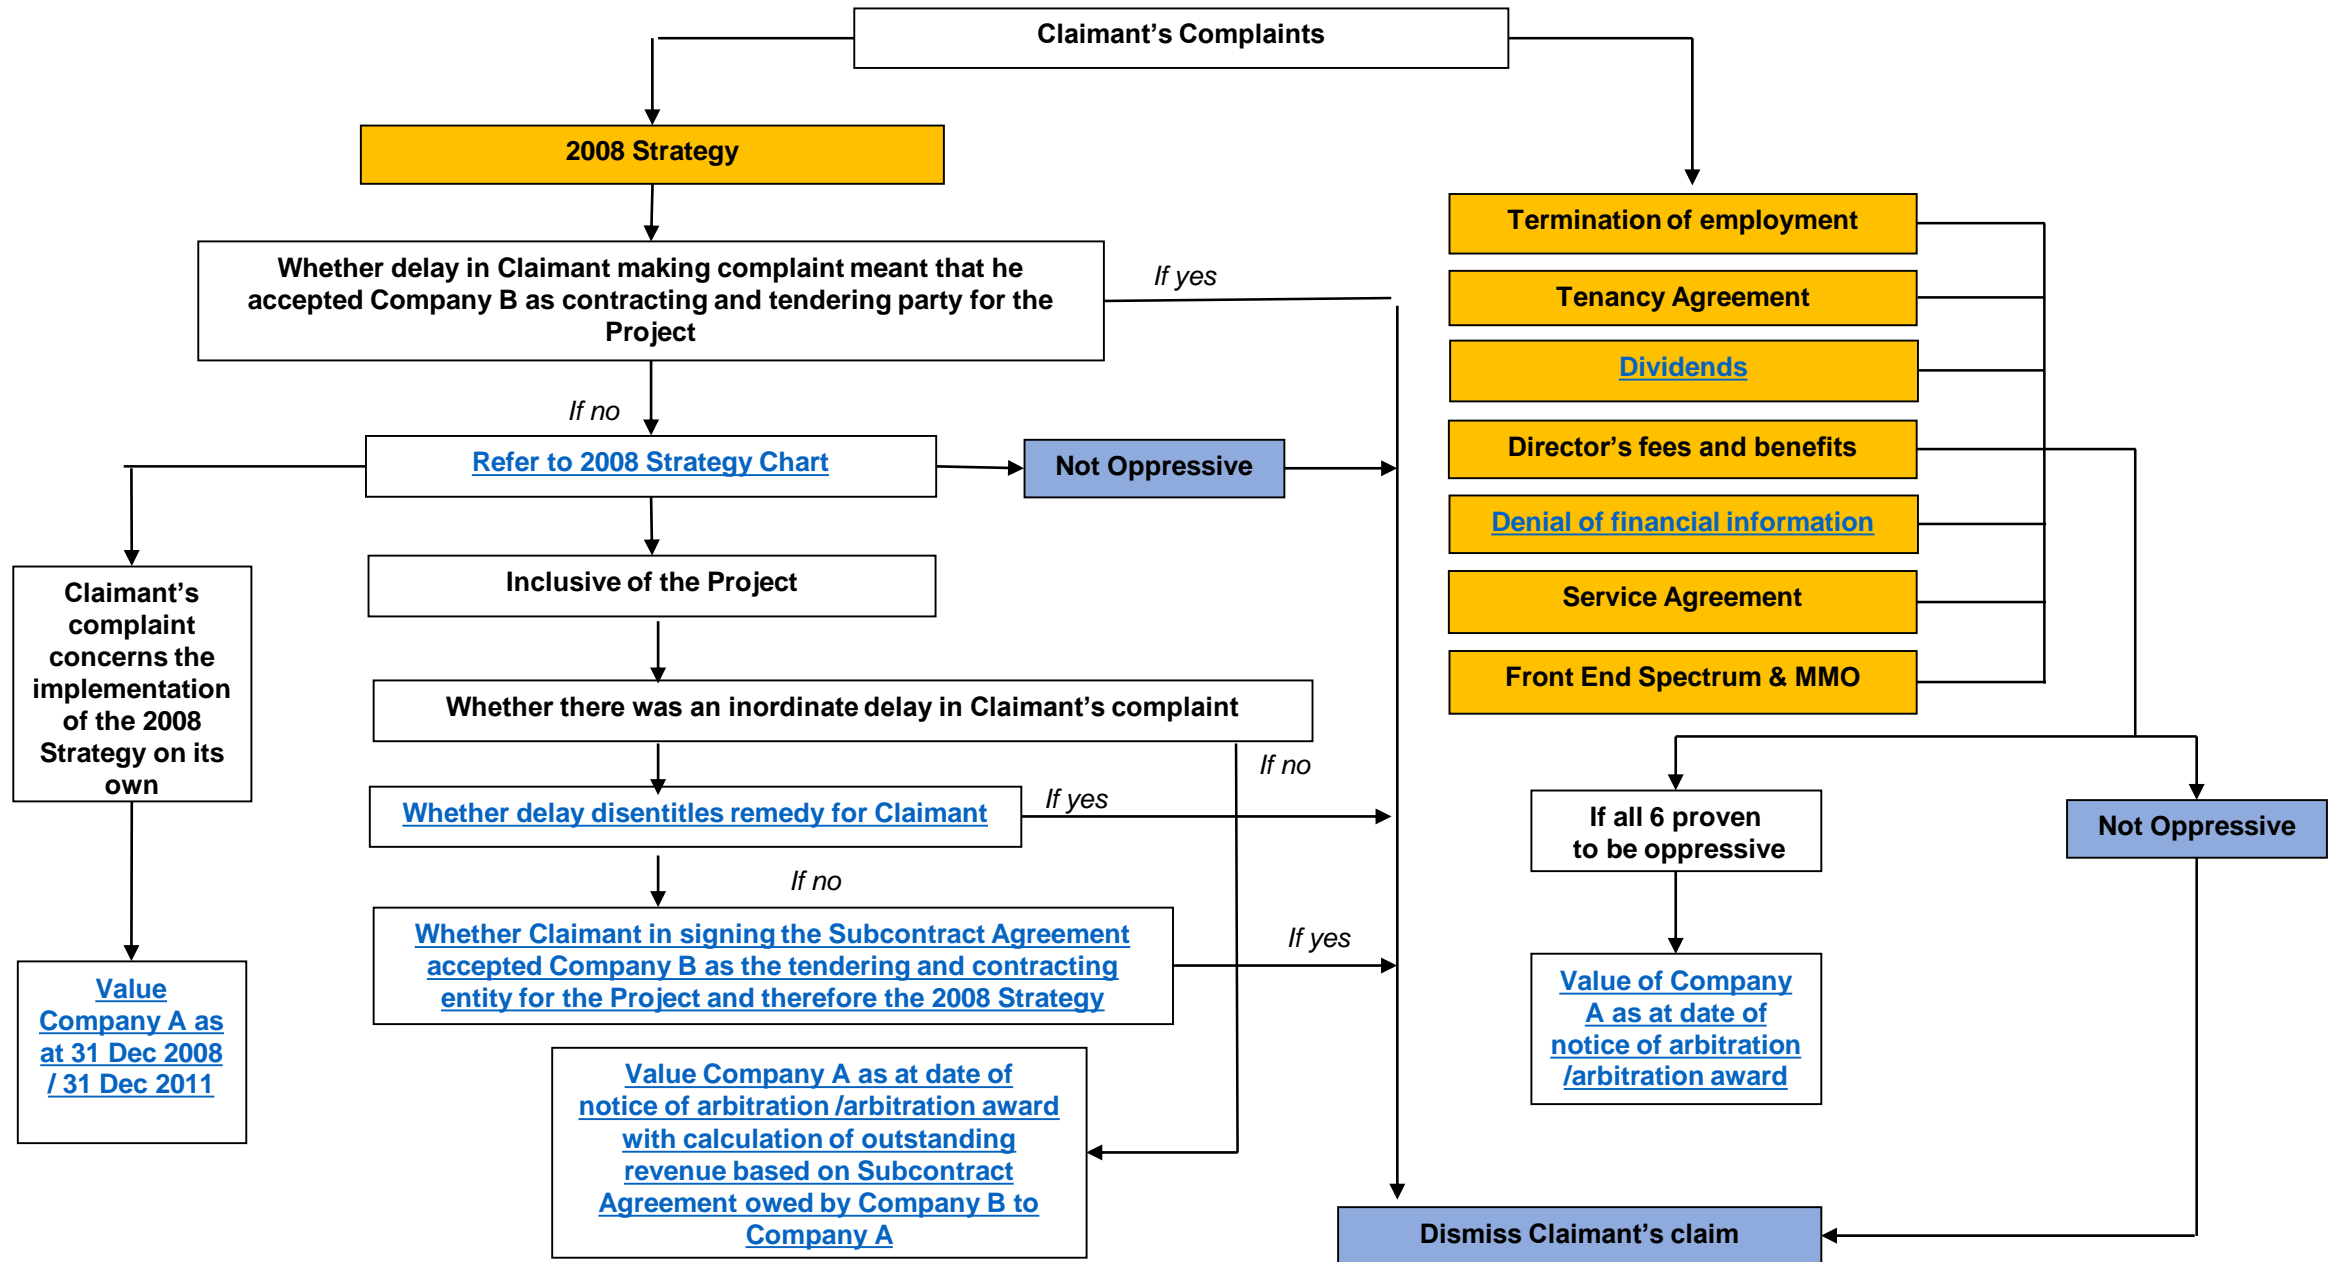 Claimant’s Complaints
2008 Strategy
Whether delay in Claimant making complaint meant that he
accepted Company B as contracting and tendering party for the
Project
If yes
If no
Refer to 2008 Strategy Chart
Not Oppressive
Claimant’s
complaint
concerns the
implementation
of the 2008
Strategy on its
own
Value
Company A as
at 31 Dec 2008
/ 31 Dec 2011
Inclusive of the Project
Whether there was an inordinate delay in Claimant’s complaint
If no
Whether delay disentitles remedy for Claimant
If yes
If no
Whether Claimant in signing the Subcontract Agreement
accepted Company B as the tendering and contracting
entity for the Project and therefore the 2008 Strategy
If yes
Value Company A as at date of
notice of arbitration /arbitration award
with calculation of outstanding
revenue based on Subcontract
Agreement owed by Company B to
Company A
Termination of employment
Tenancy Agreement
Dividends
Director’s fees and benefits
Denial of financial information
Service Agreement
Front End Spectrum & MMO
If all 6 proven
to be oppressive
Value of Company
A as at date of
notice of arbitration
/arbitration award
Not Oppressive
Dismiss Claimant’s claim